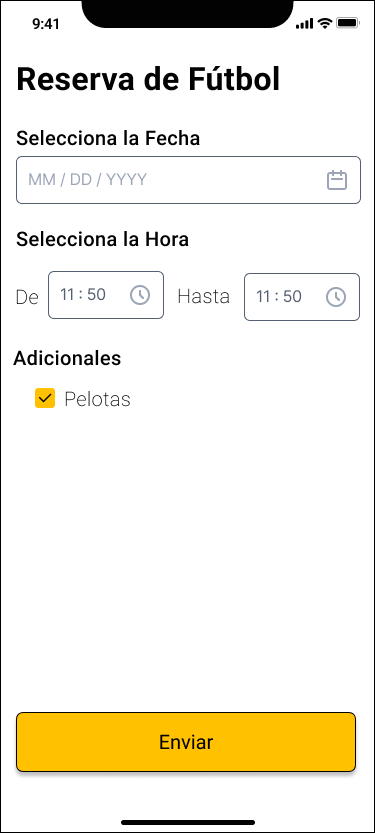 9:41
Reserva de Fútbol
Selecciona la Fecha
MM / DD / YYYY
Selecciona la Hora
De 11 : 50 Hasta 11 : 50
Adicionales
Pelotas
Enviar